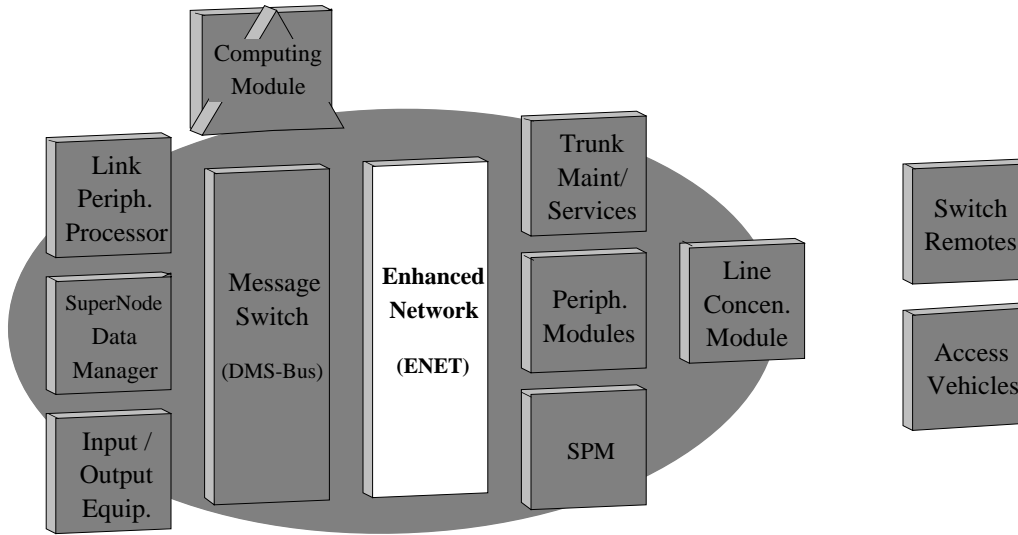 Computing
Module
Link
Periph.
Processor
SuperNode
Data
Manager
Input /
Output
Equip.
Message
Switch
(DMS-Bus)
Enhanced
Network
(ENET)
Trunk
Maint/
Services
Periph.
Modules
SPM
Line
Concen.
Module
Switch
Remotes
Access
Vehicles